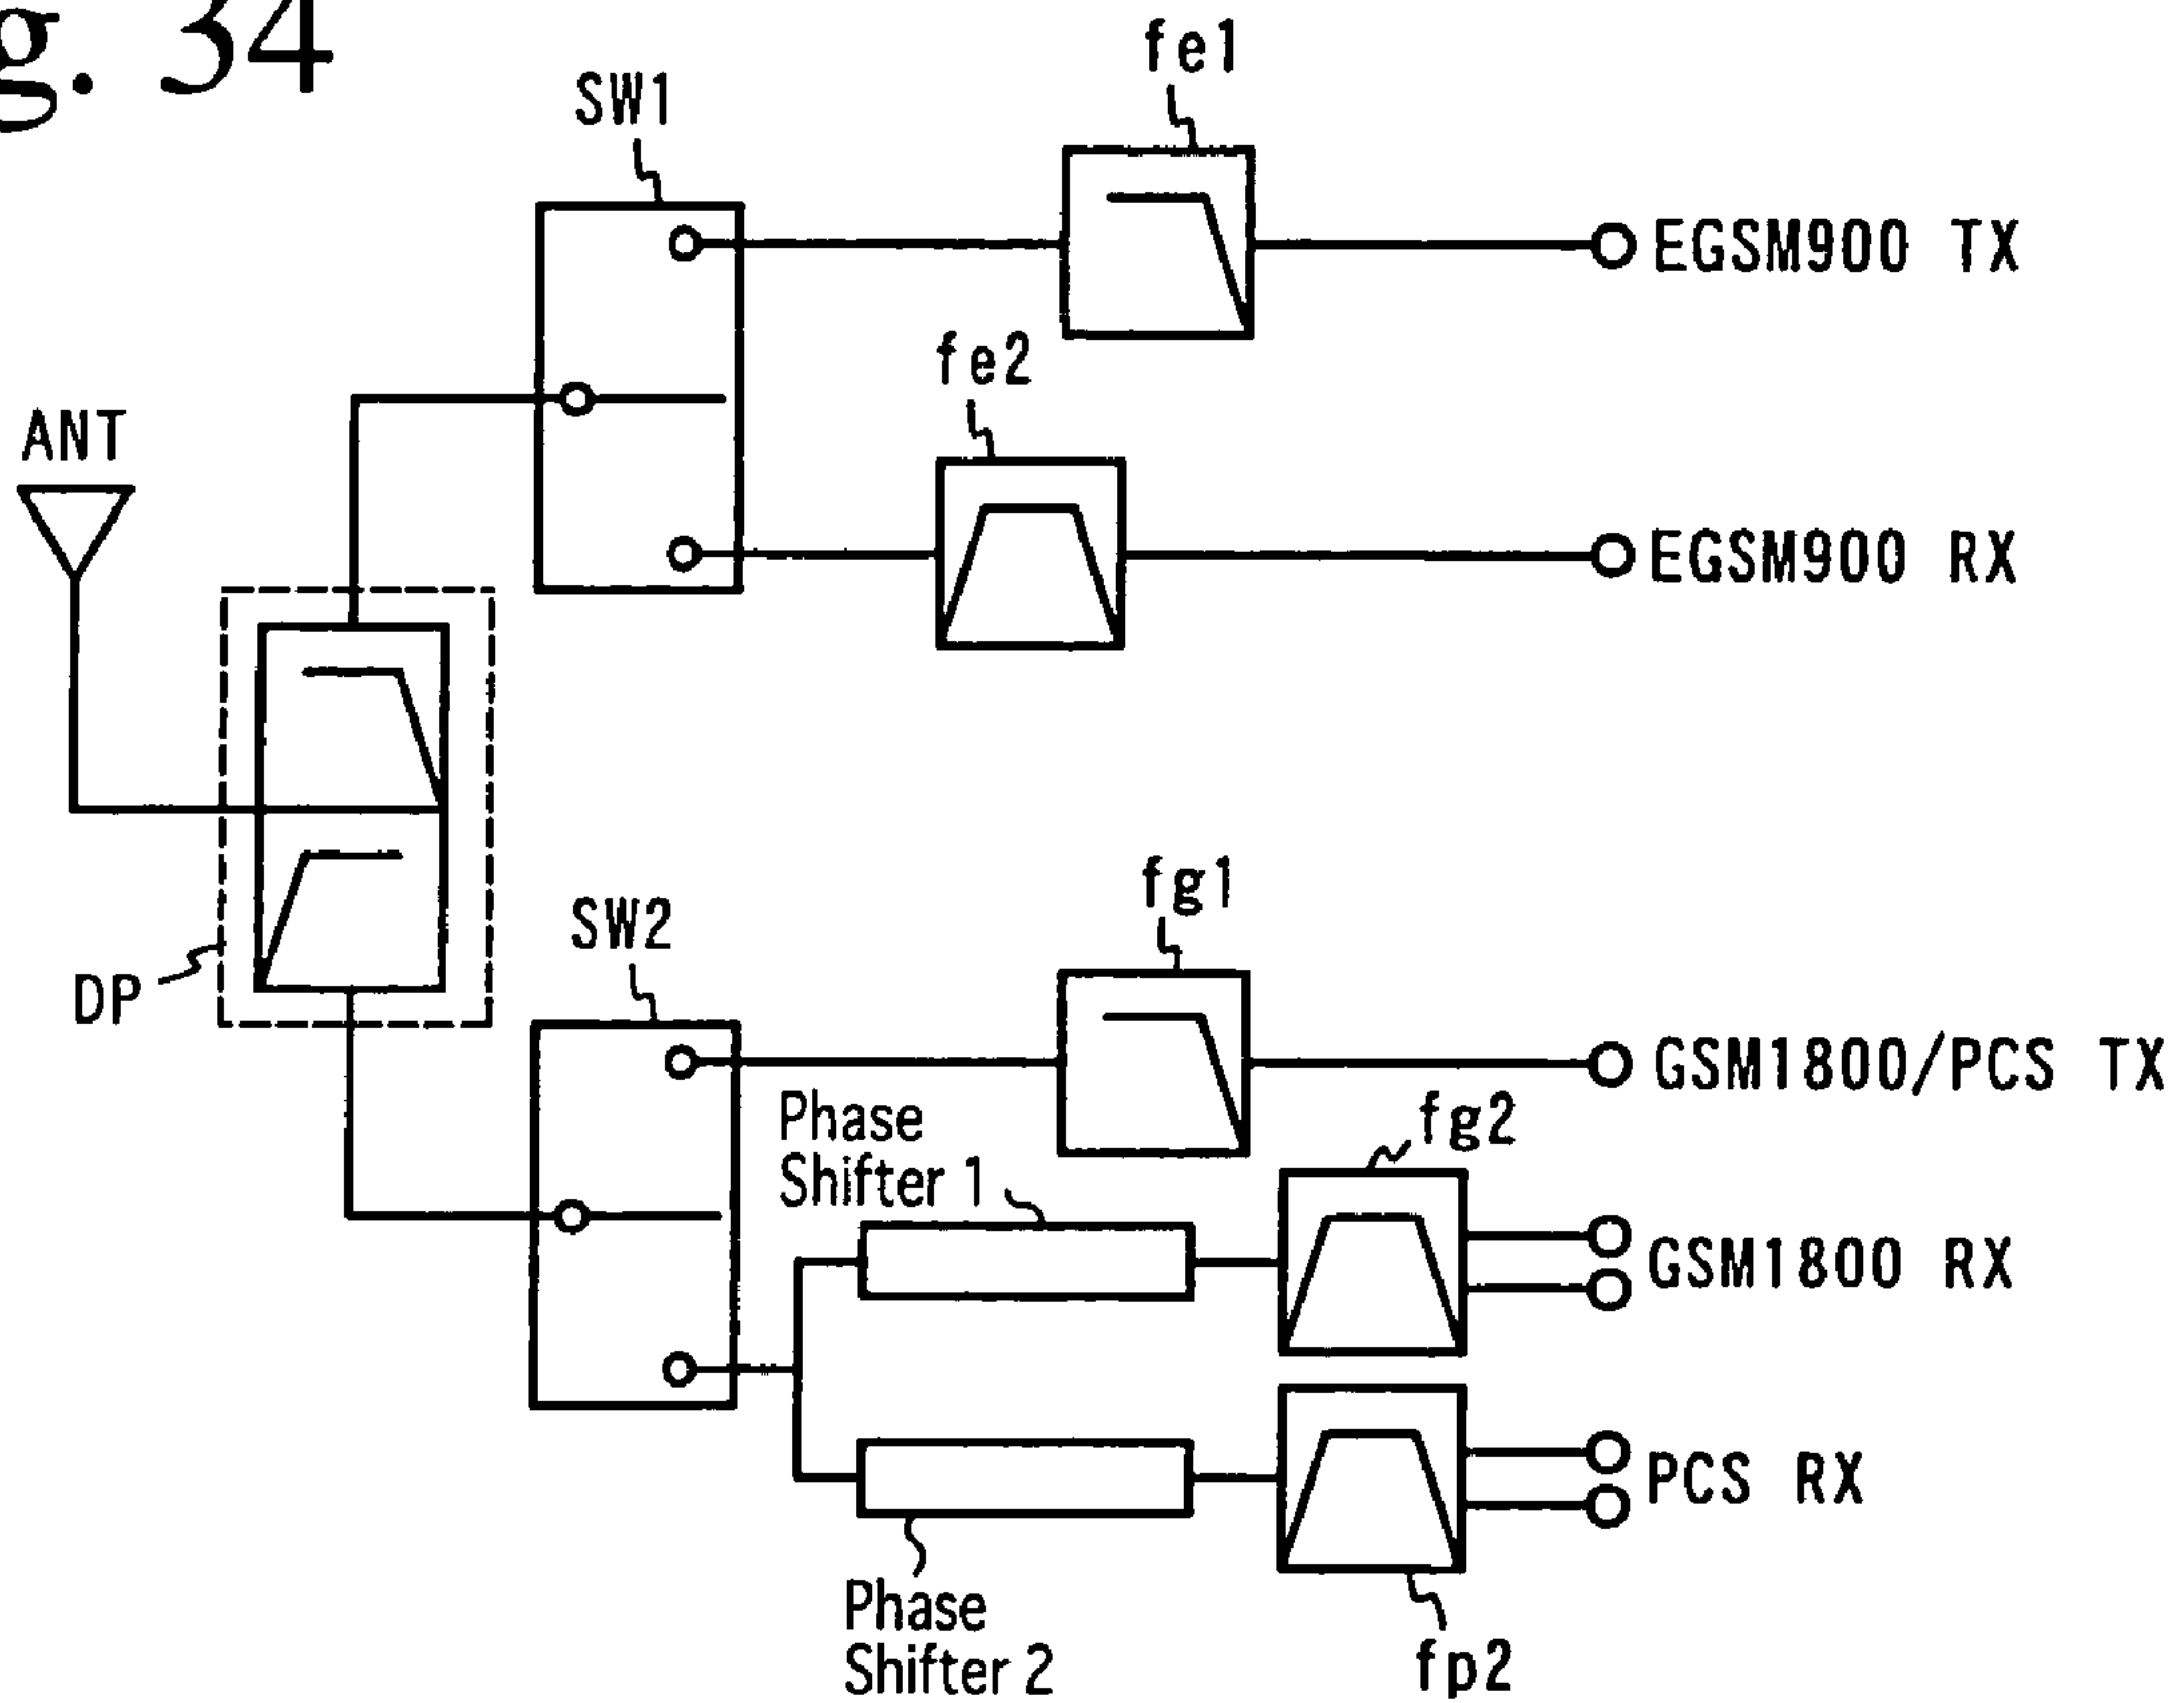 g. 34
fe1
SW1
EGSM900 TX
fe2
ANT
EGSM900 RX
fg1
SW2
DP
GSM1800/PCS TX
Phase
Shifter 1
fg2
GSM1800 RX
PCS RX
Phase
Shifter 2
fp2